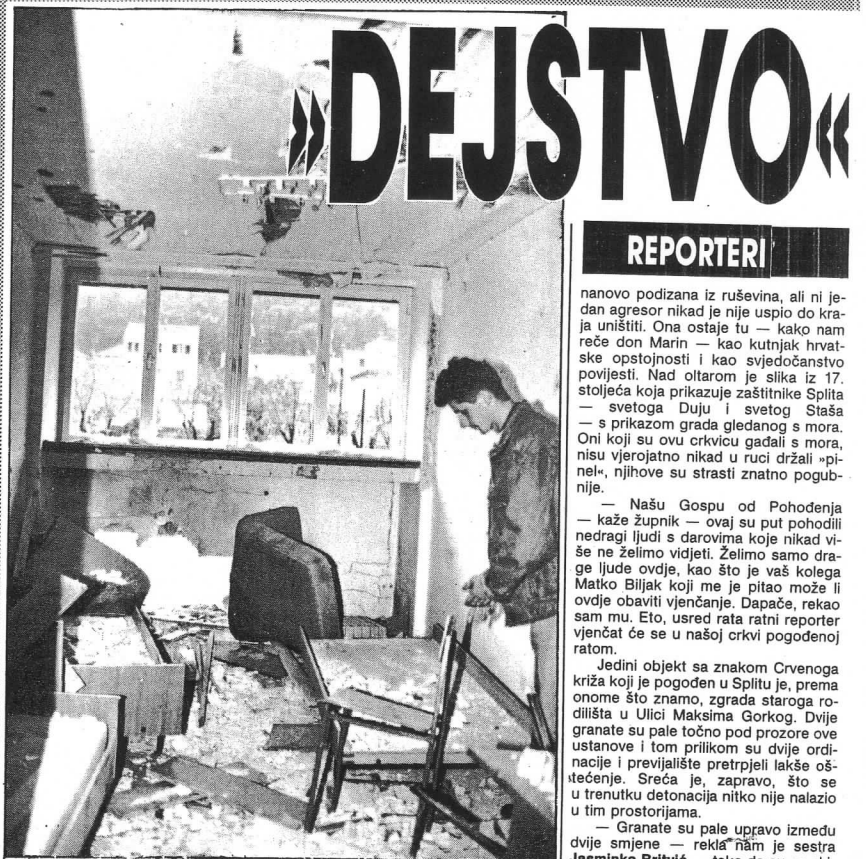 »DEJSTVO«
REPORTERI
nanovo podizana iz ruševina, ali ni je-
dan agresor nikad je nije uspio do kra-
ja uništiti. Ona ostaje tu — kako nam
reče don Marin — kao kutnjak hrvat-
ske opstojnosti i kao svjedočanstvo
povijesti. Nad oltarom je slika iz 17.
stoljeća koja prikazuje zaštitnike Splita
— svetoga Duju i svetog Staša
— s prikazom grada gledanog s mora.
Oni koji su ovu crkvicu gađali s mora,
nisu vjerojatno nikad u ruci držali »pi-
nel«, njihove su strasti znatno pogub-
nije.
— Našu Gospu od Pohođenja
— kaže župnik — ovaj su put pohodili
nedragi ljudi s darovima koje nikad vi-
še ne želimo vidjeti. Želimo samo dra-
ge ljude ovdje, kao što je vaš kolega
Matko Biljak koji me je pitao može li
ovdje obaviti vjenčanje. Dapače, rekao
sam mu. Eto, usred rata ratni reporter
vjenčat će se u našoj crkvi pogođenoj
ratom.
Jedini objekt sa znakom Crvenoga
križa koji je pogođen u Splitu je, prema
onome što znamo, zgrada staroga ro-
dilišta u Ulici Maksima Gorkog. Dvije
granate su pale točno pod prozore ove
ustanove i tom prilikom su dvije ordi-
nacije i previjalište pretrpjeli lakše oš-
tećenje. Sreća je, zapravo, što se
u trenutku detonacija nitko nije nalazio
u tim prostorijama.
— Granate su pale upravo između
dvije smjene — rekla nam je sestra